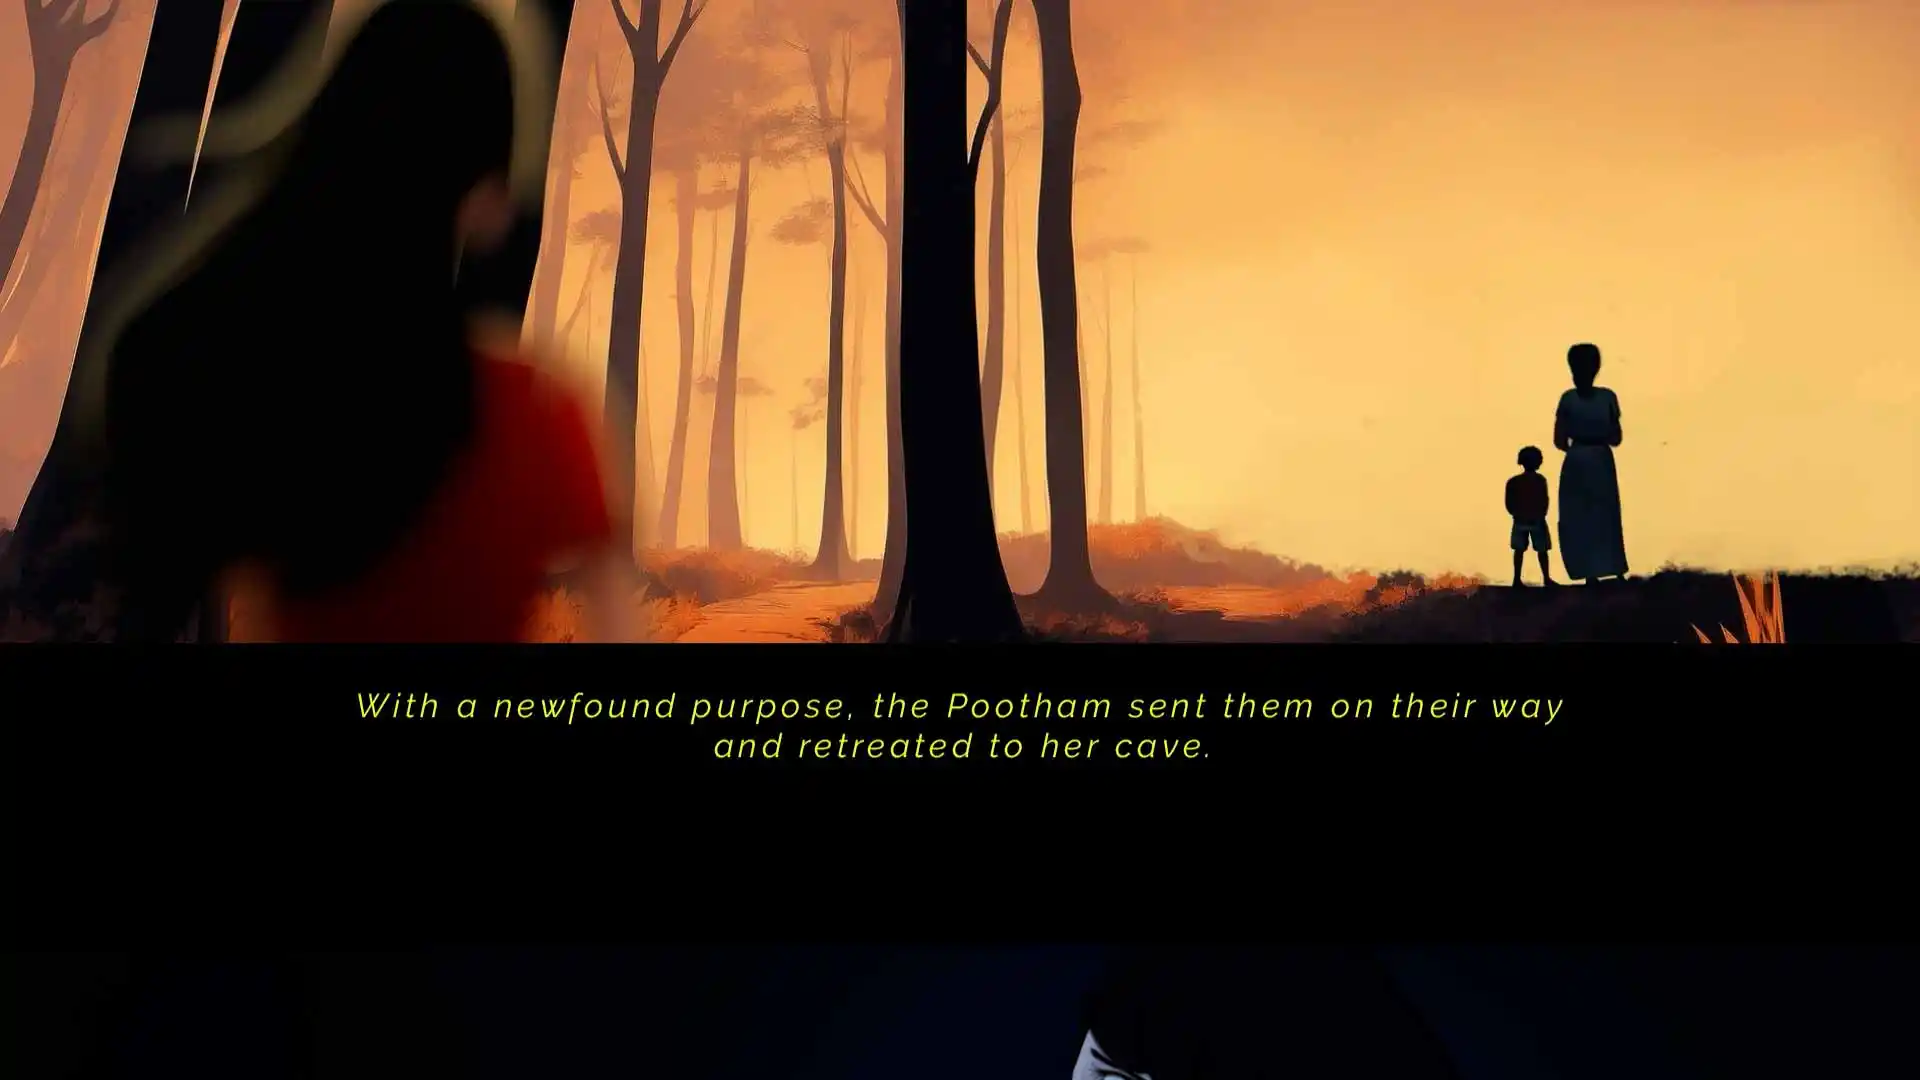 With a newfound purpose, the Pootham sent them on their way
and retreated to her cave.